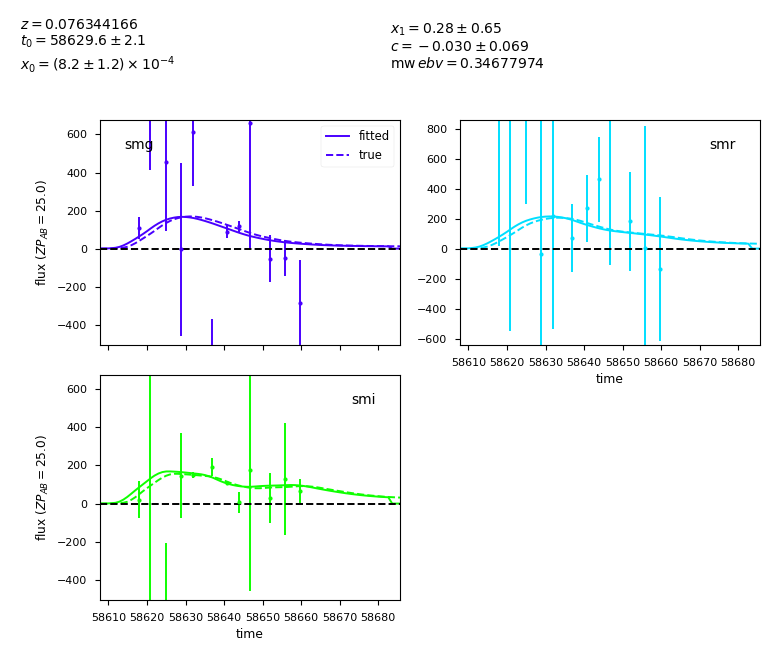 z = 0.076344166
t₀ = 58629.6 ± 2.1
x₀ = (8.2 ± 1.2) × 10⁻⁴
x₁ = 0.28 ± 0.65
c = −0.030 ± 0.069
mw ebv = 0.34677974
smg
fitted
true
600
400
200
0
−200
−400
flux (ZP_AB = 25.0)
smr
800
600
400
200
0
−200
−400
−600
58610 58620 58630 58640 58650 58660 58670 58680
time
smi
600
400
200
0
−200
−400
flux (ZP_AB = 25.0)
58610 58620 58630 58640 58650 58660 58670 58680
time